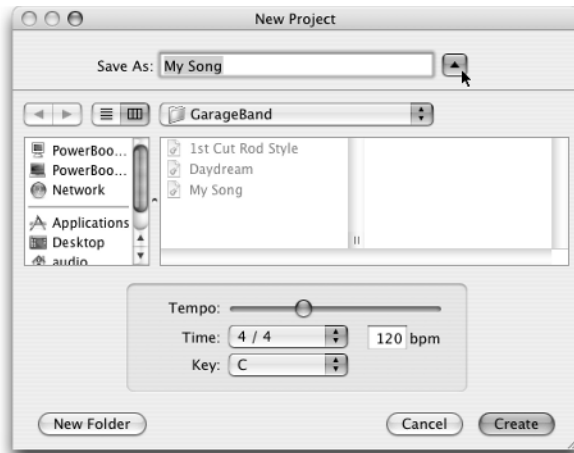 New Project
Save As: My Song
GarageBand
PowerBoo...
PowerBoo...
Network
Applications
Desktop
audio
1st Cut Rod Style
Daydream
My Song
Tempo:
Time: 4 / 4 120 bpm
Key: C
New Folder Cancel Create